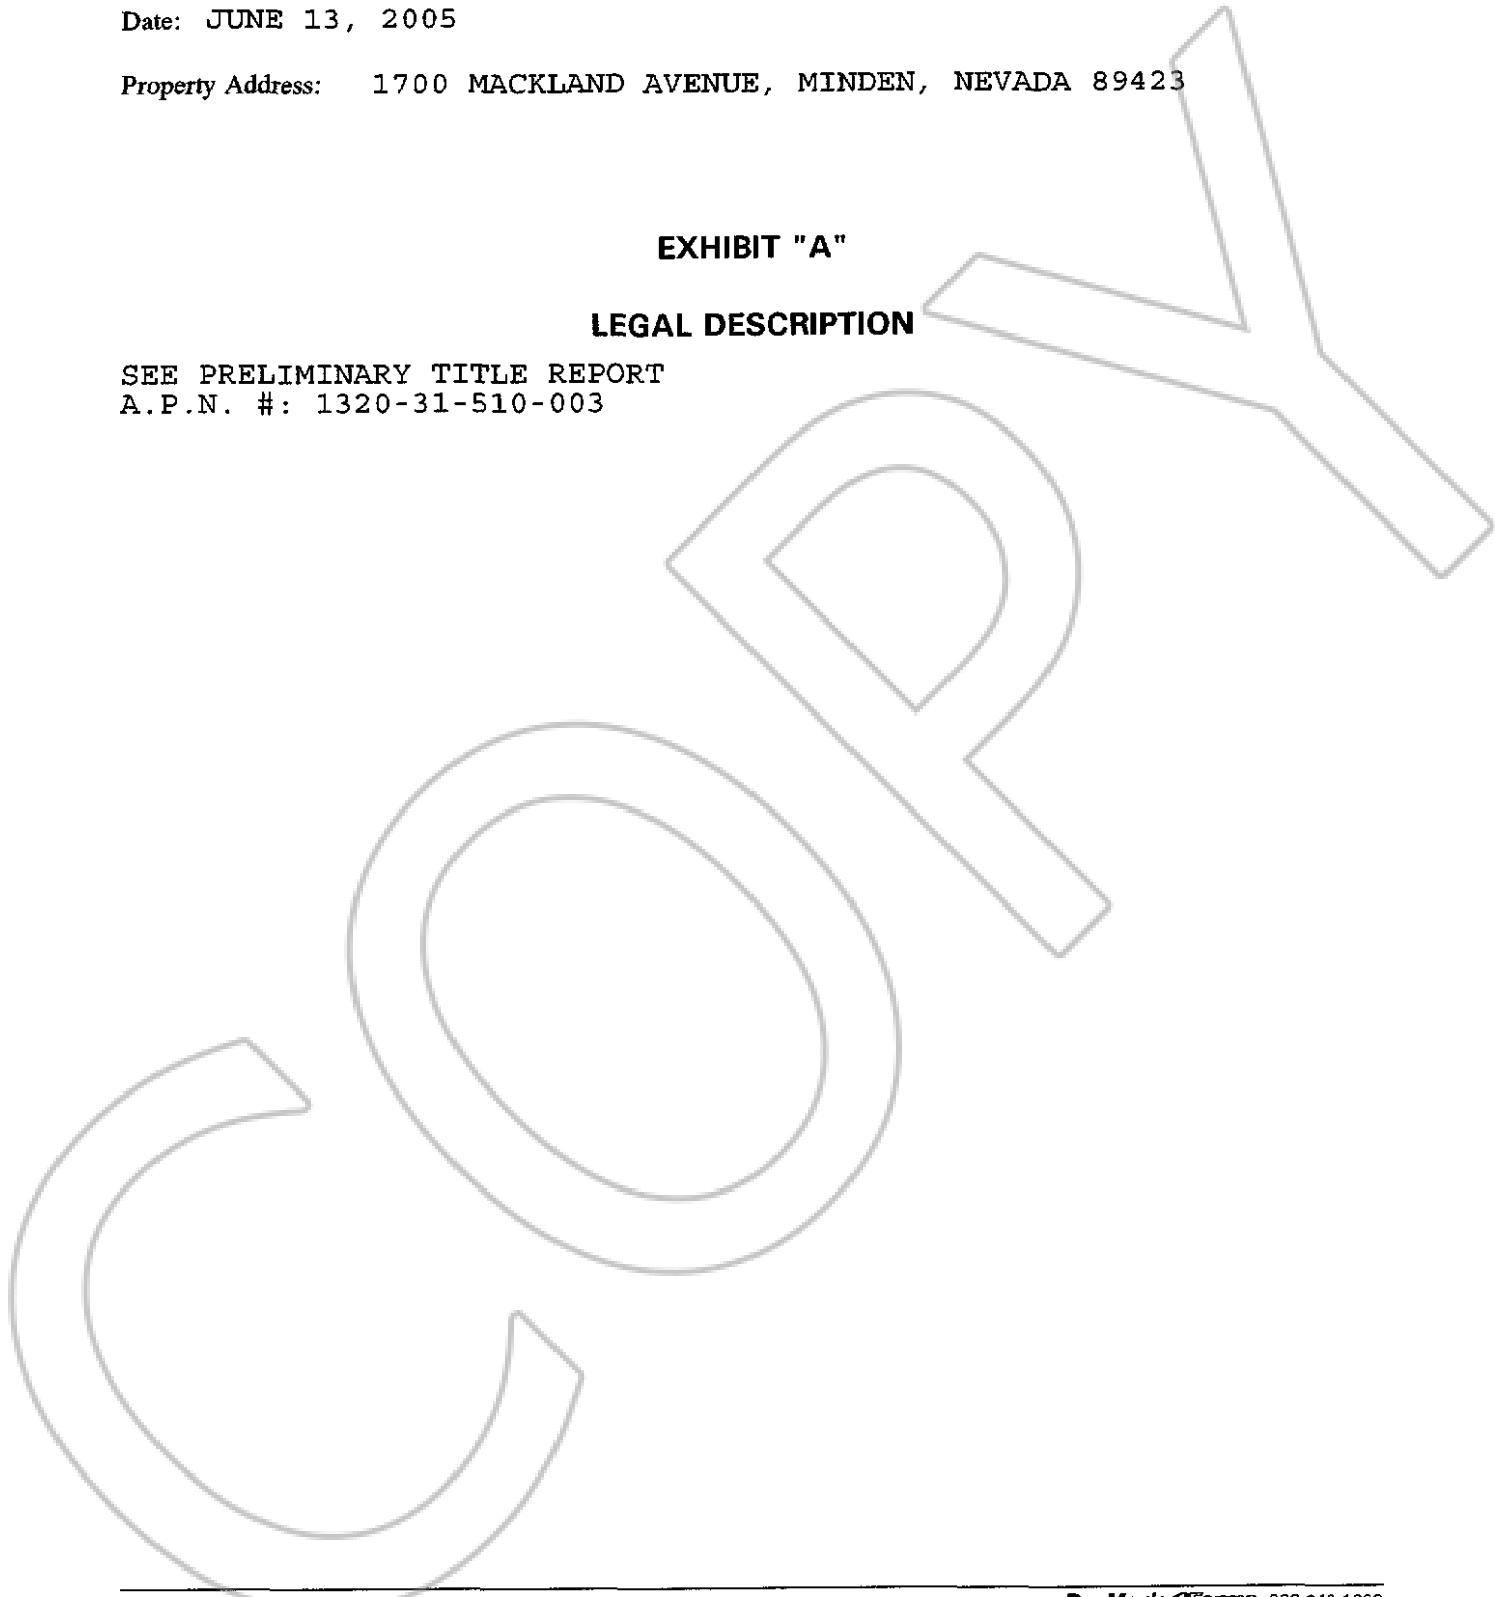 Date: JUNE 13, 2005
Property Address: 1700 MACKLAND AVENUE, MINDEN, NEVADA 89423
EXHIBIT "A"
LEGAL DESCRIPTION
SEE PRELIMINARY TITLE REPORT
A.P.N. #: 1320-31-510-003
COPY